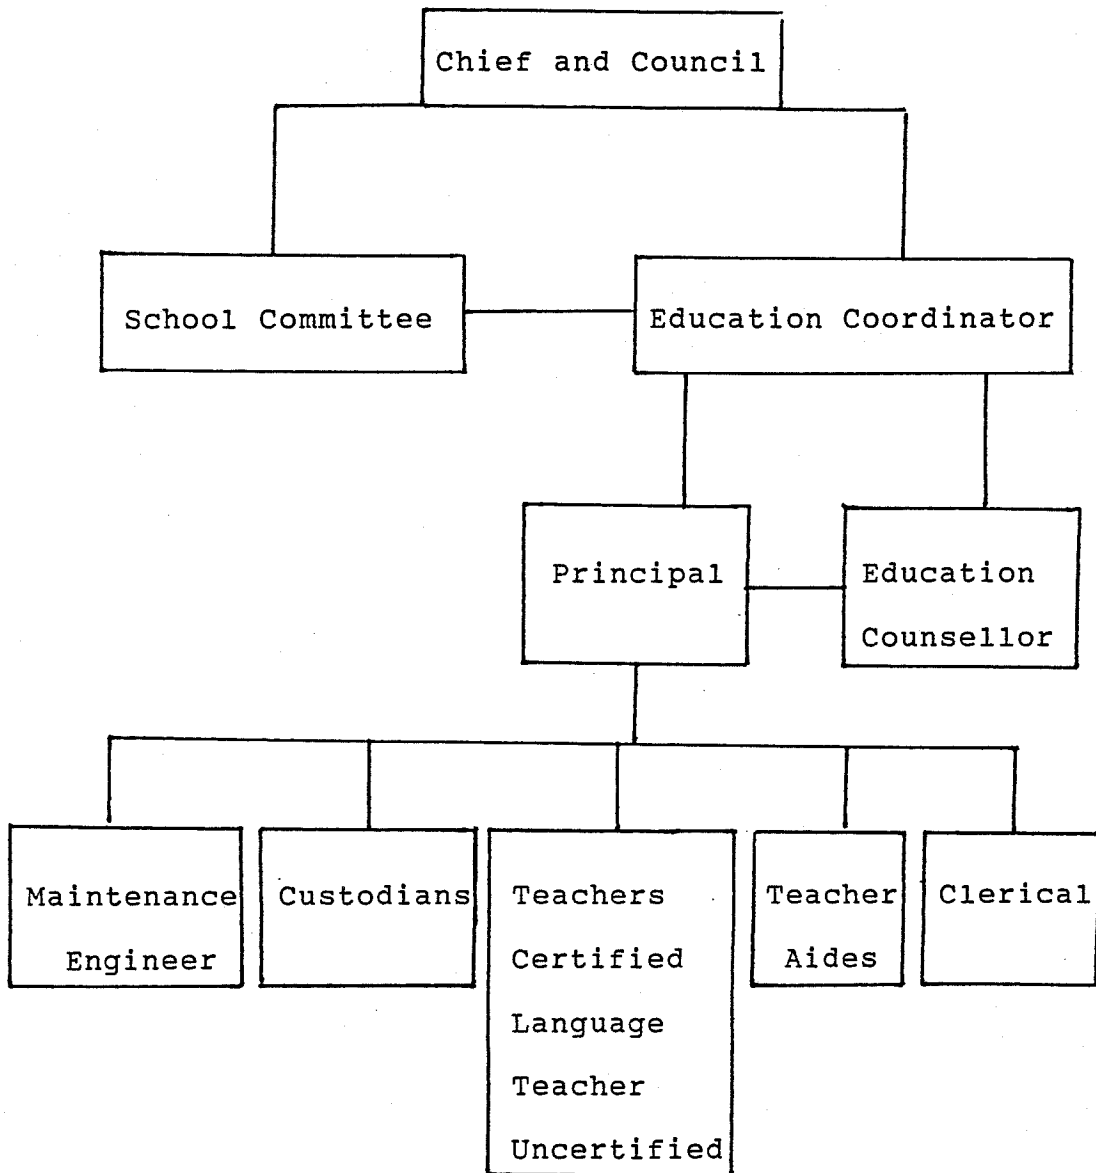 Chief and Council
School Committee
Education Coordinator
Principal
Education
Counsellor
Maintenance
Engineer
Custodians
Teachers
Certified
Language
Teacher
Uncertified
Teacher
Aides
Clerical